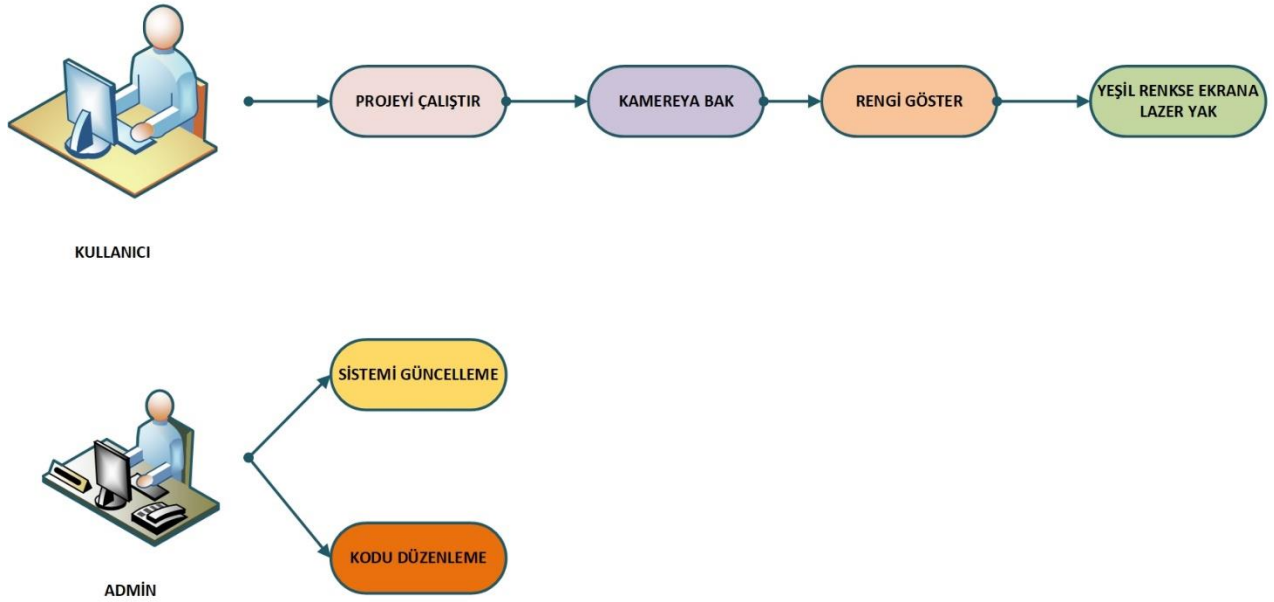 PROJEYİ ÇALIŞTIR
KAMEREYA BAK
RENGİ GÖSTER
YEŞİL RENKSE EKRANA
LAZER YAK
KULLANICI
SİSTEMİ GÜNCELLEME
KODU DÜZENLEME
ADMİN